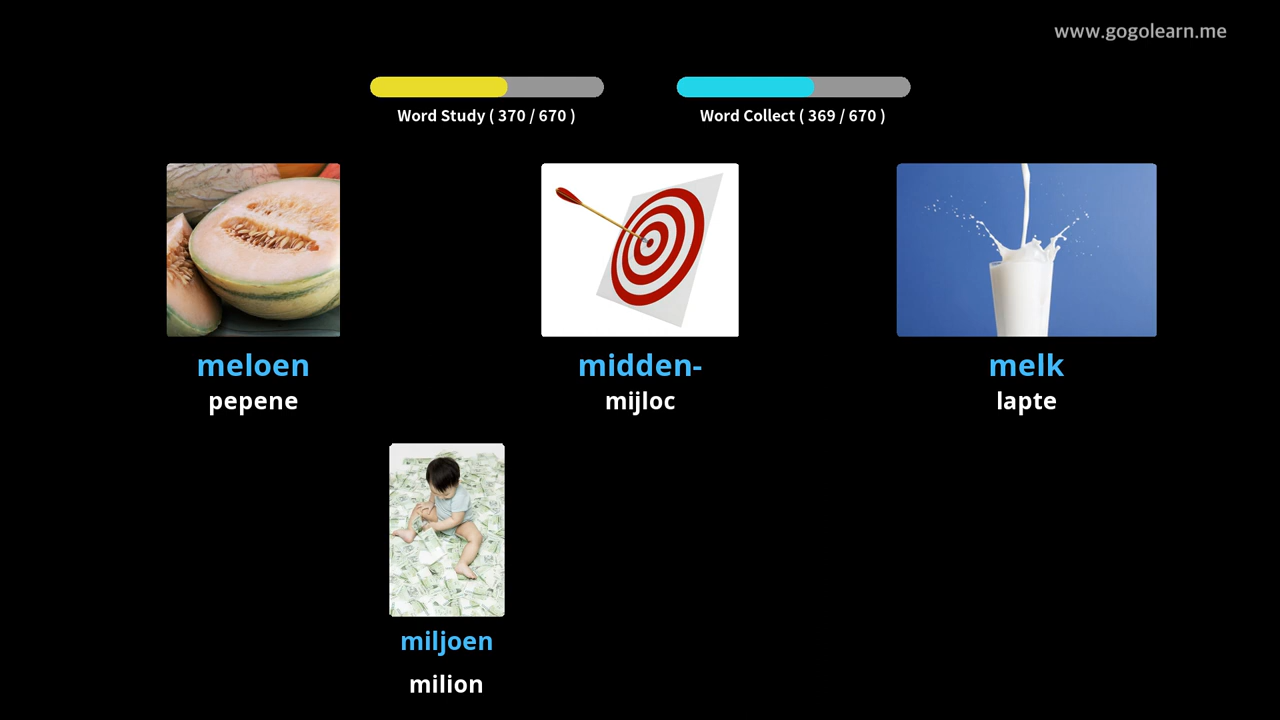 www.gogolearn.me
Word Study ( 370 / 670 )
Word Collect ( 369 / 670 )
meloen
pepene
midden-
mijloc
melk
lapte
miljoen
milion